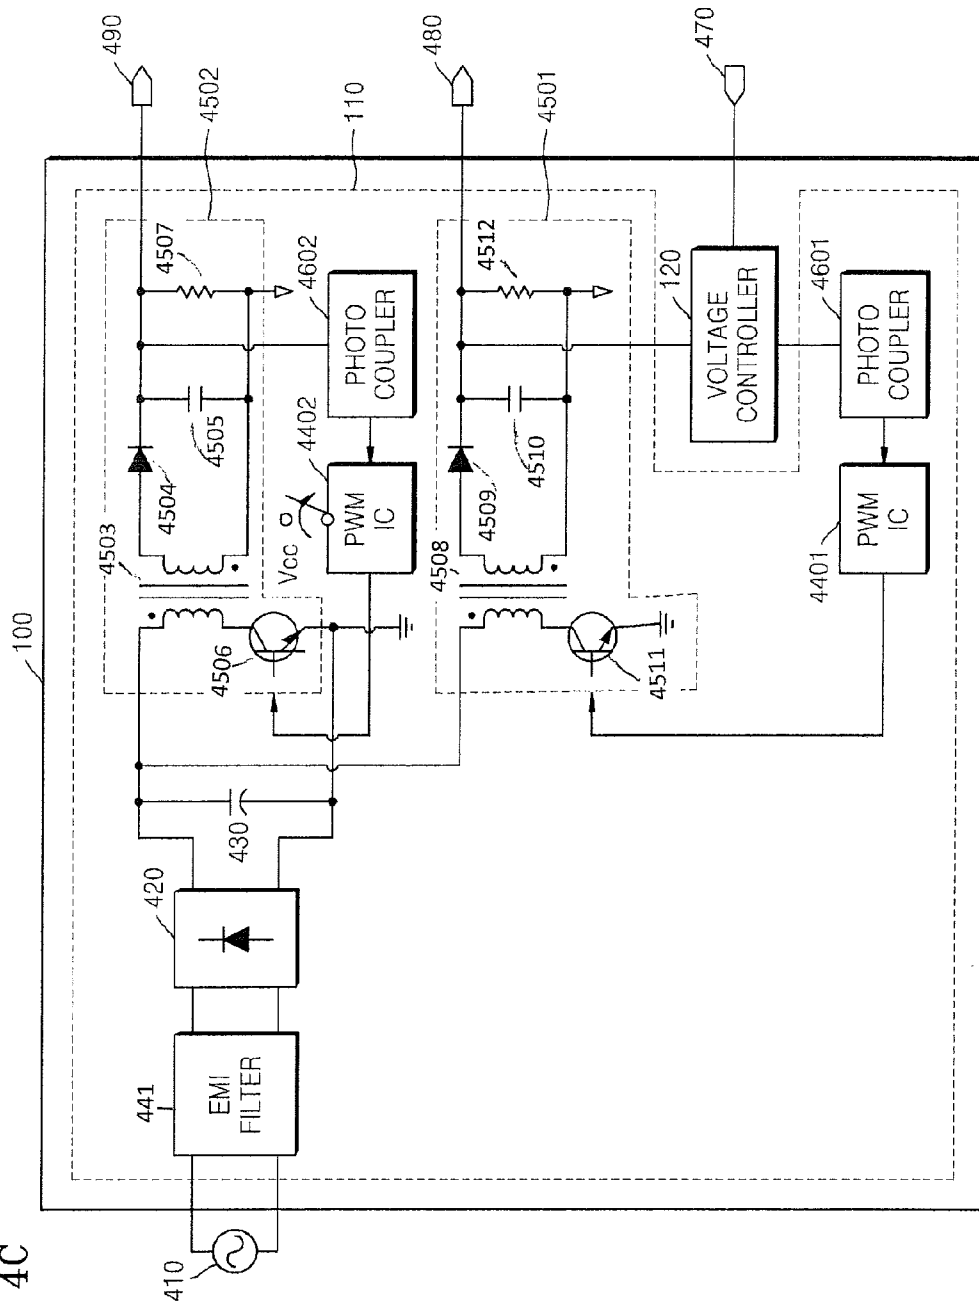 4C
100
410
441
EMI
FILTER
420
430
4503
4504
4505
4506
4507
4502
490
Vcc
4402
PWM
IC
4602
PHOTO
COUPLER
110
4508
4509
4510
4511
4512
4501
480
120
VOLTAGE
CONTROLLER
470
4401
PWM
IC
4601
PHOTO
COUPLER